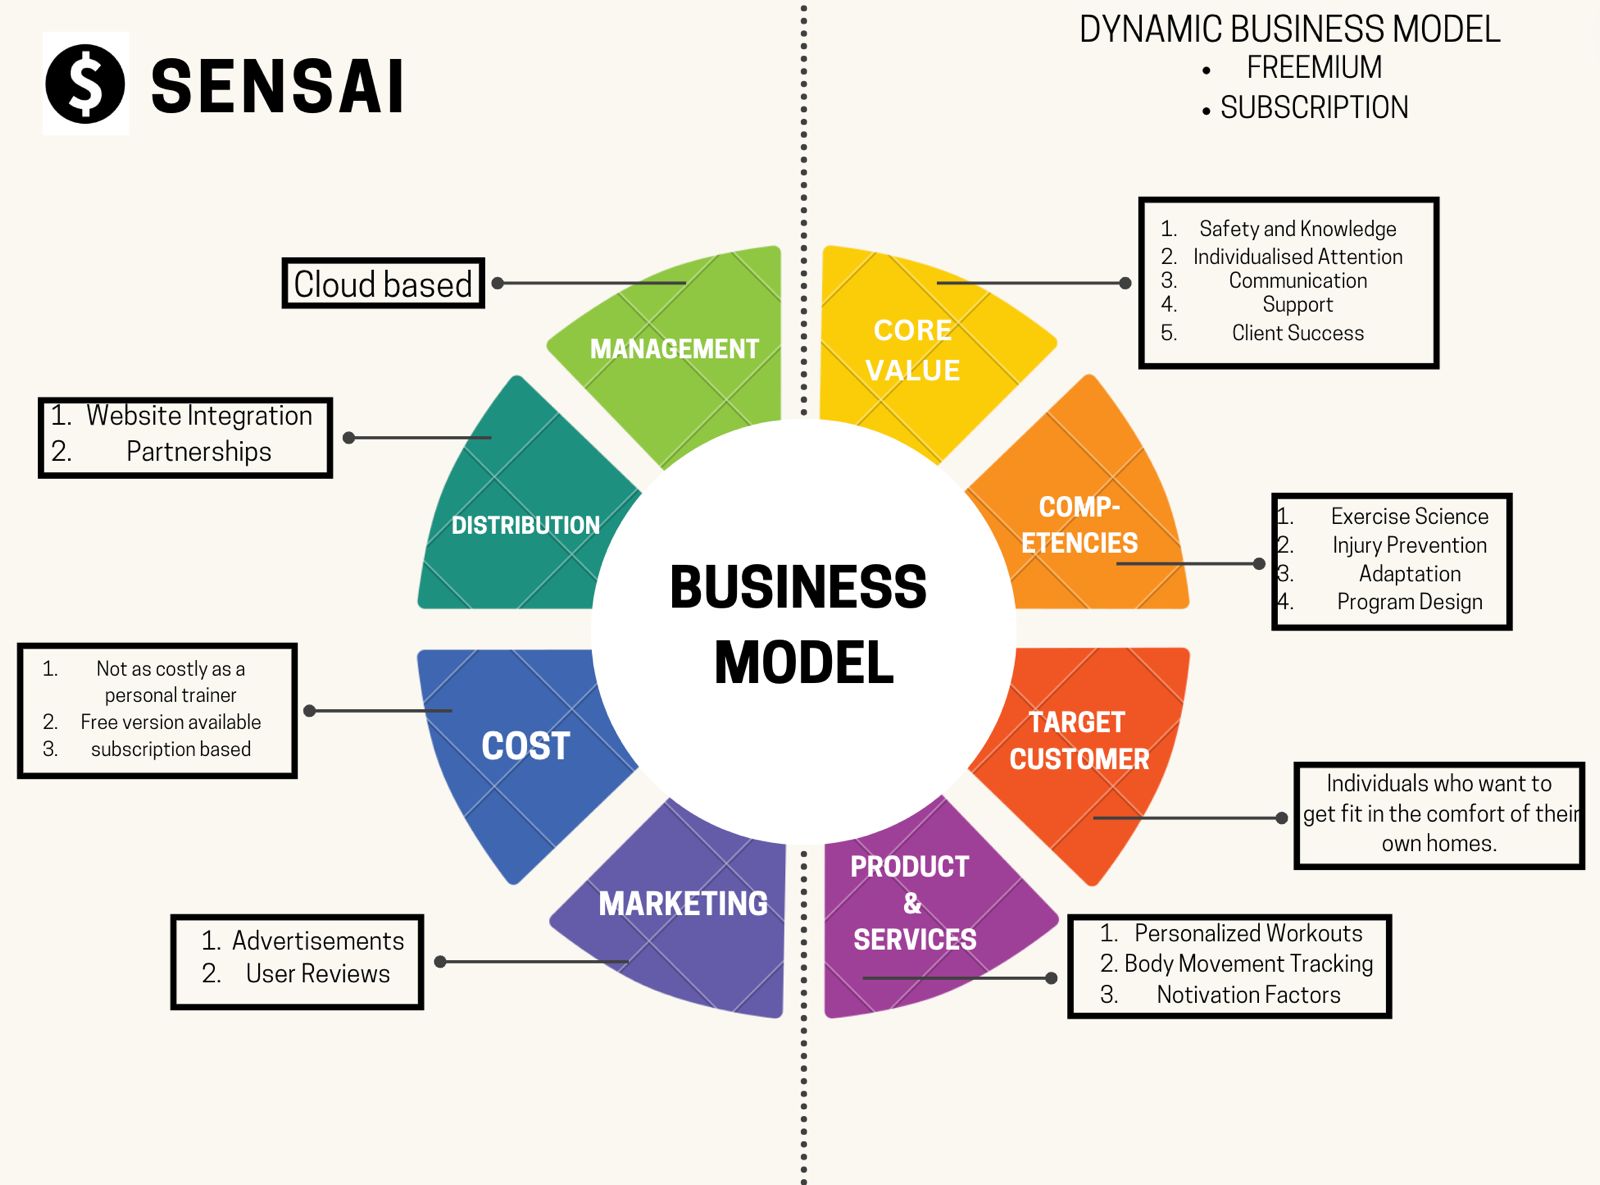 $ SENSAI
DYNAMIC BUSINESS MODEL
• FREEMIUM
• SUBSCRIPTION
Cloud based
MANAGEMENT
CORE
VALUE
1. Safety and Knowledge
2. Individualised Attention
3. Communication
4. Support
5. Client Success
1. Website Integration
2. Partnerships
DISTRIBUTION
COMP-
ETENCIES
1. Exercise Science
2. Injury Prevention
3. Adaptation
4. Program Design
BUSINESS
MODEL
1. Not as costly as a
personal trainer
2. Free version available
3. subscription based
COST
TARGET
CUSTOMER
Individuals who want to
get fit in the comfort of their
own homes.
1. Advertisements
2. User Reviews
MARKETING
PRODUCT
&
SERVICES
1. Personalized Workouts
2. Body Movement Tracking
3. Notivation Factors